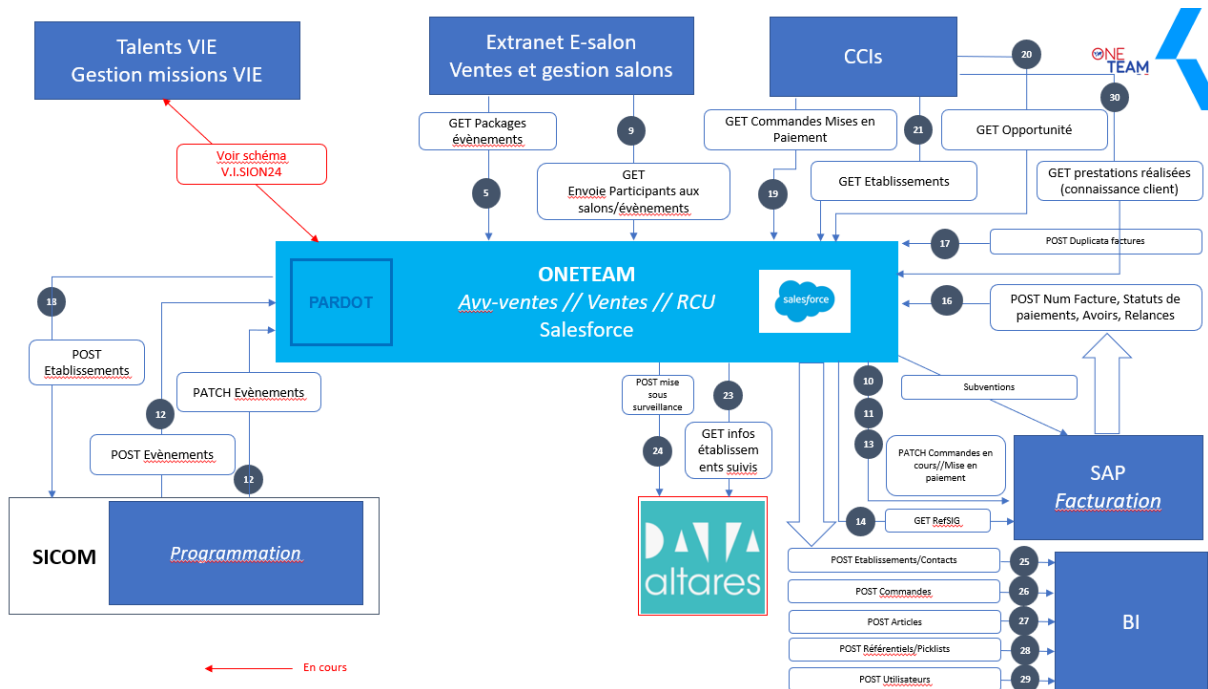 Talents VIE
Gestion missions VIE
Extranet E-salon
Ventes et gestion salons
CCIs
20
ONE
TEAM
30
GET Packages
évènements
9
GET Commandes Mises en
Paiement
21
GET Opportunité
Voir schéma
V.I.SION24
5
GET
Envoie Participants aux
salons/évènements
19
GET Etablissements
GET prestations réalisées
(connaissance client)
17
POST Duplicata factures
PARDOT
ONETEAM
Avv-ventes // Ventes // RCU
Salesforce
salesforce
18
12
16
POST Num Facture, Statuts de
paiements, Avoirs, Relances
POST
Etablissements
PATCH Evènements
POST mise
sous
surveillance
23
10
11
13
Subventions
12
POST Evènements
12
24
GET infos
établissem
ents suivis
PATCH Commandes en
cours//Mise en
paiement
SAP
Facturation
14
GET RefSIG
SICOM
Programmation
DATA
altares
POST Etablissements/Contacts
25
POST Commandes
26
POST Articles
27
POST Référentiels/Picklists
28
POST Utilisateurs
29
BI
En cours